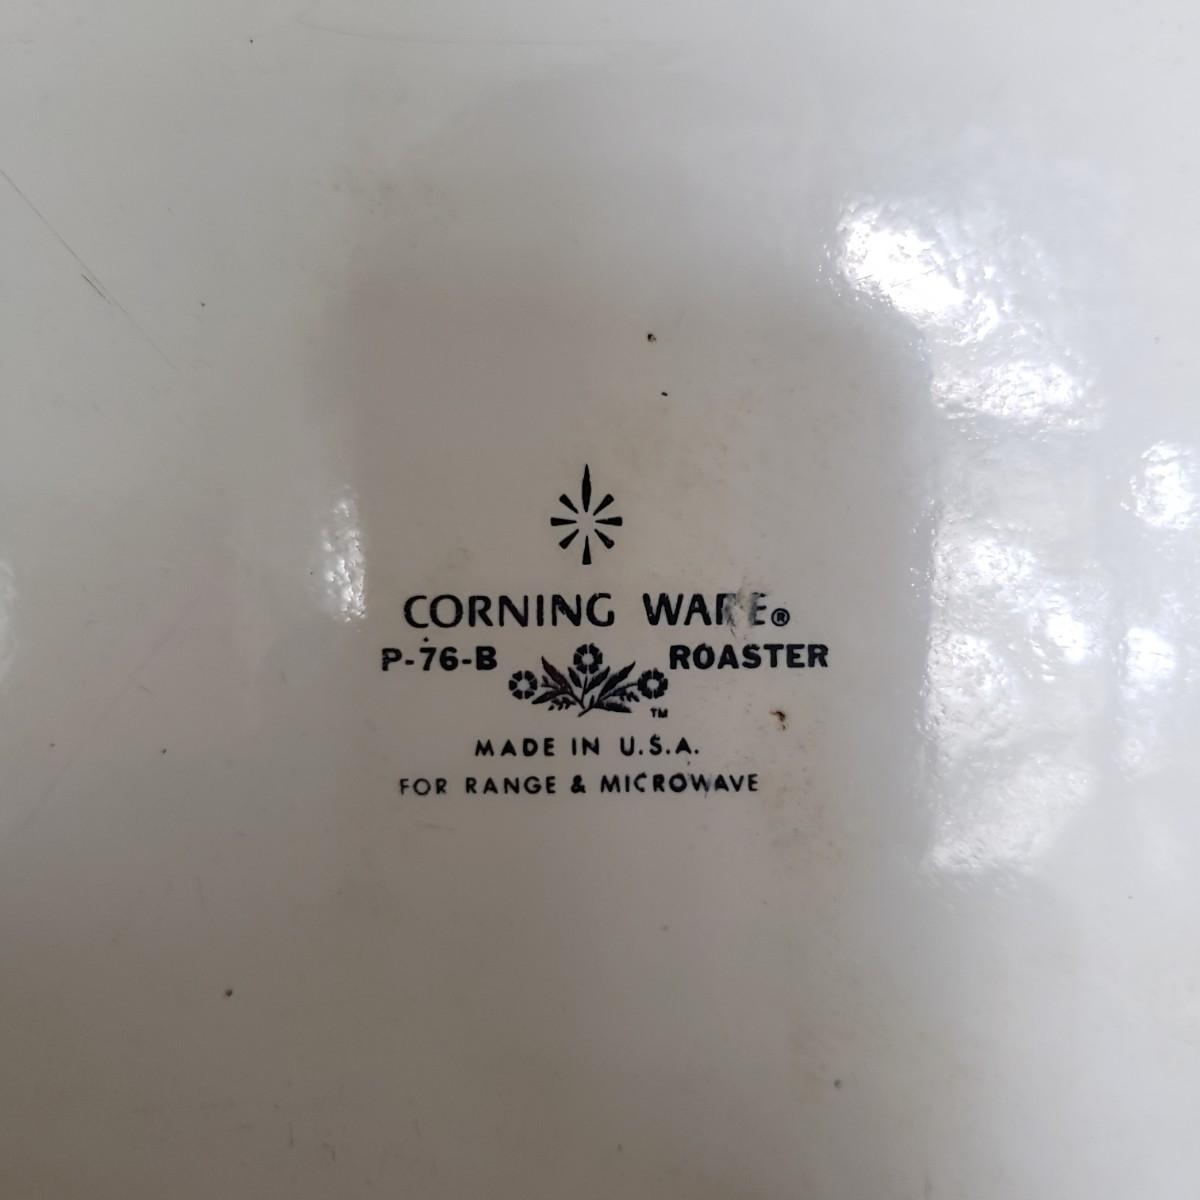 CORNING WARE®
P-76-B ROASTER
TM
MADE IN U.S.A.
FOR RANGE & MICROWAVE